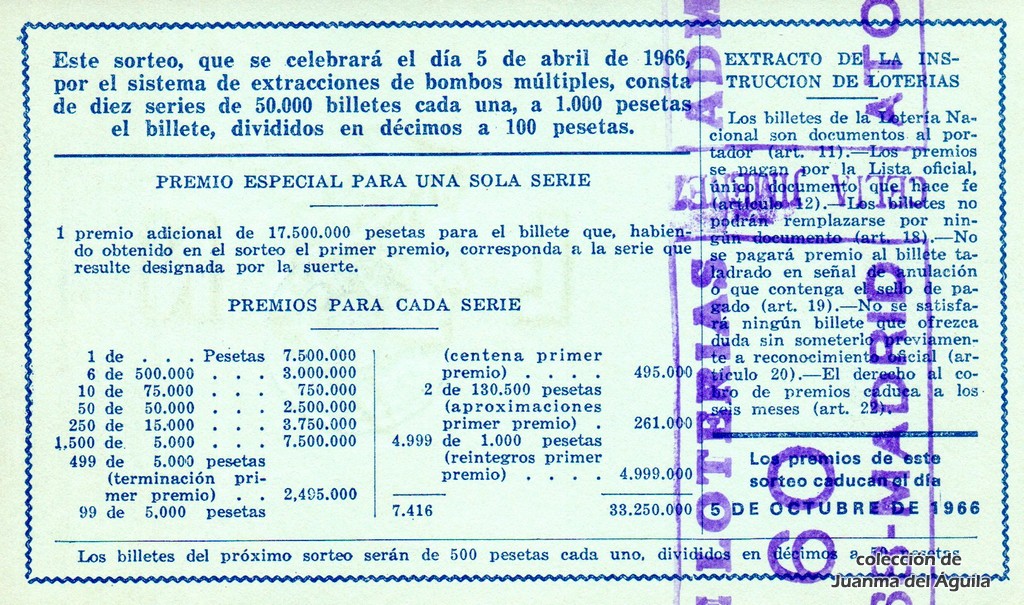 Este sorteo, que se celebrará el día 5 de abril de 1966,
por el sistema de extracciones de bombos múltiples, consta
de diez series de 50.000 billetes cada una, a 1.000 pesetas
el billete, divididos en décimos a 100 pesetas.
PREMIO ESPECIAL PARA UNA SOLA SERIE
1 premio adicional de 17.500.000 pesetas para el billete que, habien-
do obtenido en el sorteo el primer premio, corresponda a la serie que
resulte designada por la suerte.
PREMIOS PARA CADA SERIE
1 de . . . Pesetas 7.500.000
6 de 500.000 . . . 3.000.000
10 de 75.000 . . . 750.000
50 de 50.000 . . . 2.500.000
250 de 15.000 . . . 3.750.000
1,500 de 5.000 . . . 7.500.000
499 de 5.000 pesetas
(terminación pri-
mer premio) . . 2,495.000
99 de 5,000 pesetas
(centena primer
premio) . . . . 495.000
2 de 130.500 pesetas
(aproximaciones
primer premio) . 261.000
4.999 de 1.000 pesetas
(reintegros primer
premio) . . . . 4.999.000
7.416 33.250.000
EXTRACTO DE LA INS-
TRUCCION DE LOTERIAS
Los billetes de la Lotería Na-
cional son documentos al por-
tador (art. 11).—Los premios
se pagan por la Lista oficial,
único documento que hace fe
(artículo 12).—Los billetes no
podrán remplazarse por nin-
gún documento (art. 18).—No
se pagará premio al billete ta-
ladrado en señal de anulación
o que contenga el sello de pa-
gado (art. 19).—No se satisfa-
rá ningún billete que ofrezca
duda sin someterlo previamen-
te a reconocimiento oficial (ar-
tículo 20).—El derecho al co-
bro de premios caduca a los
seis meses (art. 22).
Los premios de este
sorteo caducan el día
5 DE OCTUBRE DE 1966
Los billetes del próximo sorteo serán de 500 pesetas cada uno, divididos en décimos a pesetas
LOTERIAS
60
MADRID
CELIA
colección de
Juanma del Águila